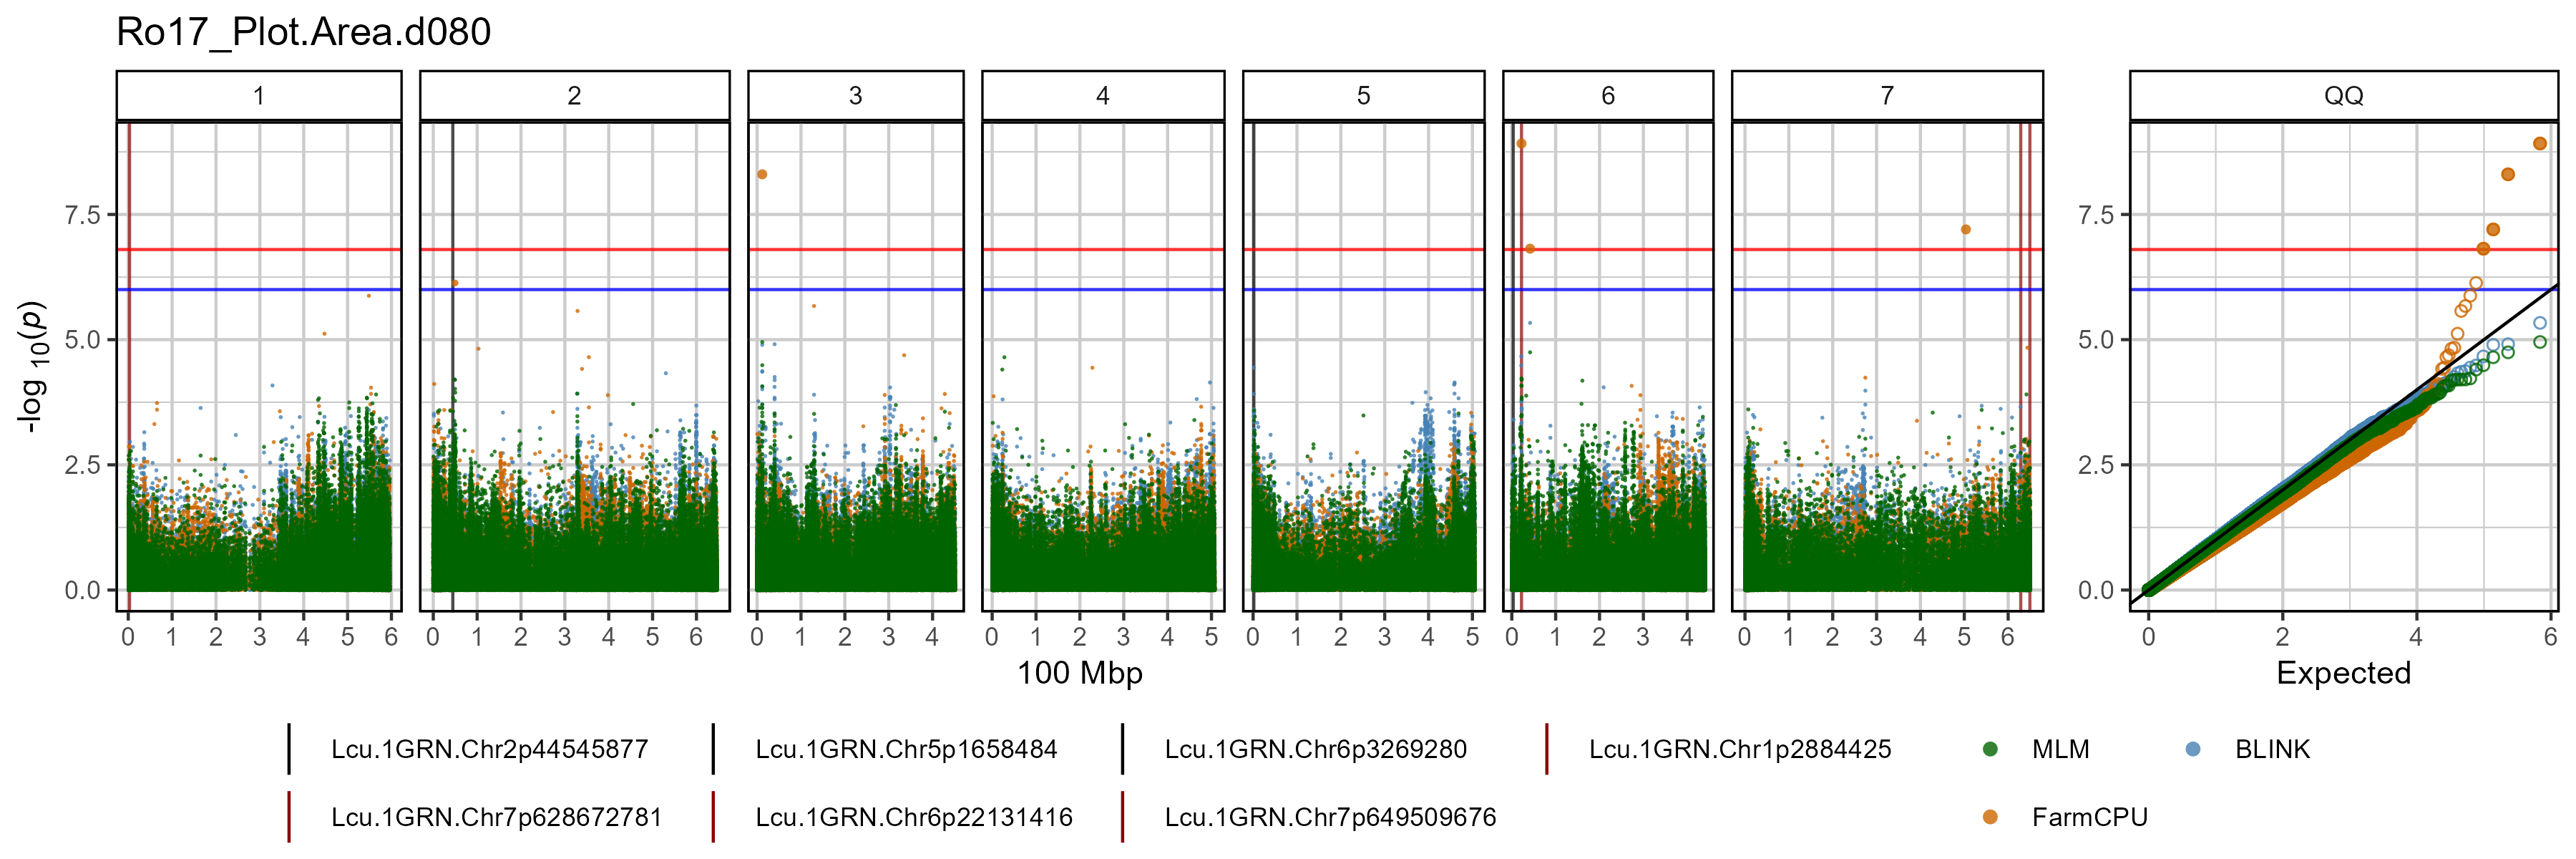 Ro17_Plot.Area.d080
1 2 3 4 5 6 7 QQ
7.5 7.5
5.0 5.0
2.5 2.5
0.0 0.0
-log 10(p)
0 1 2 3 4 5 6 0 1 2 3 4 5 6 0 1 2 3 4 0 1 2 3 4 5 0 1 2 3 4 5 0 1 2 3 4 0 1 2 3 4 5 6 0 2 4 6
100 Mbp Expected
Lcu.1GRN.Chr2p44545877 Lcu.1GRN.Chr5p1658484 Lcu.1GRN.Chr6p3269280 Lcu.1GRN.Chr1p2884425 MLM BLINK
Lcu.1GRN.Chr7p628672781 Lcu.1GRN.Chr6p22131416 Lcu.1GRN.Chr7p649509676 FarmCPU